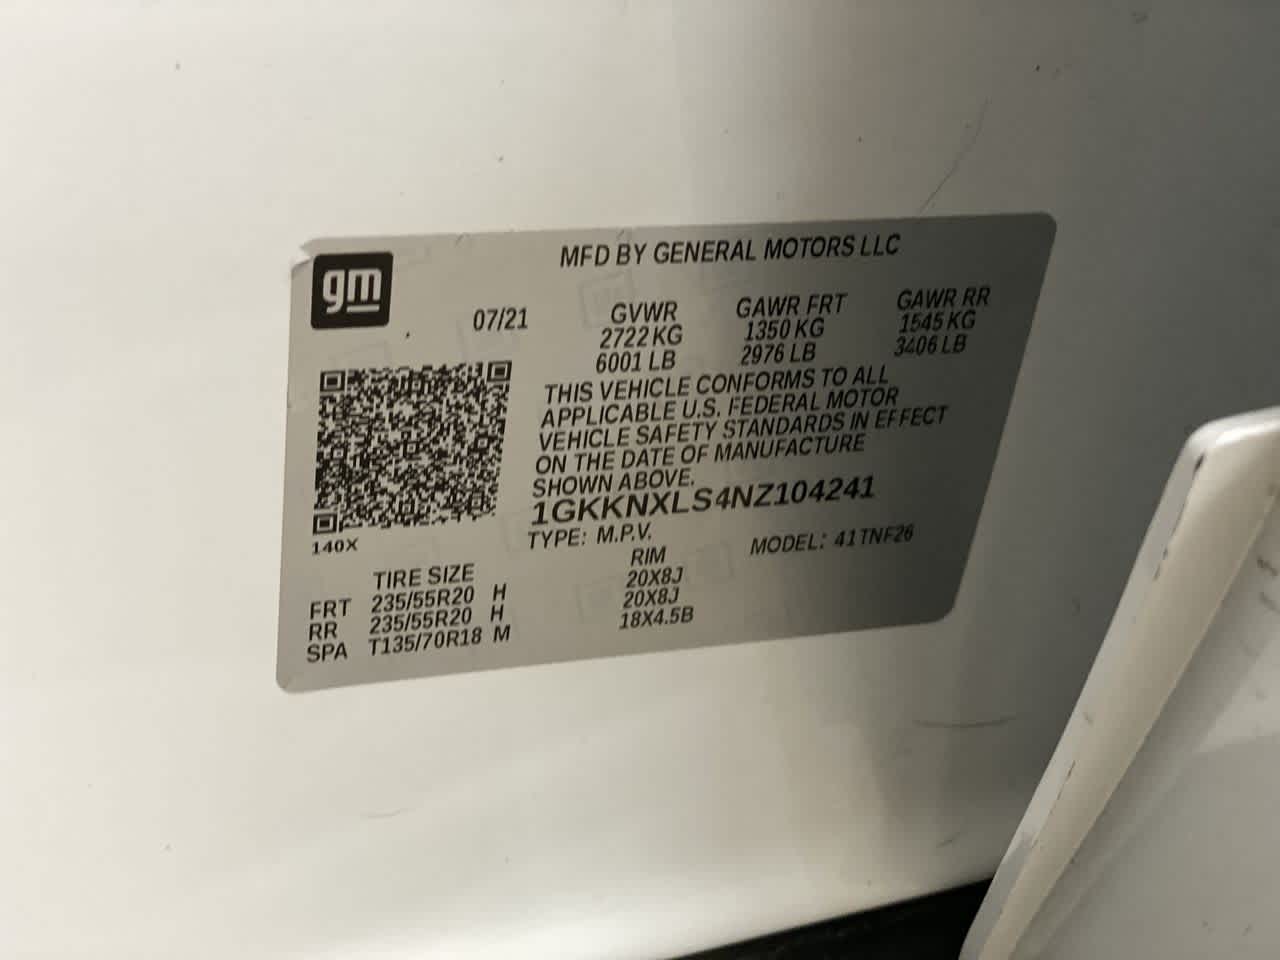 gm
MFD BY GENERAL MOTORS LLC
07/21 GVWR GAWR FRT GAWR RR
2722 KG 1350 KG 1545 KG
6001 LB 2976 LB 3406 LB
THIS VEHICLE CONFORMS TO ALL
APPLICABLE U.S. FEDERAL MOTOR
VEHICLE SAFETY STANDARDS IN EFFECT
ON THE DATE OF MANUFACTURE
SHOWN ABOVE.
1GKKNXLS4NZ104241
140X
TYPE: M.P.V. MODEL: 41TNF26
TIRE SIZE RIM
FRT 235/55R20 H 20X8J
RR 235/55R20 H 20X8J
SPA T135/70R18 M 18X4.5B